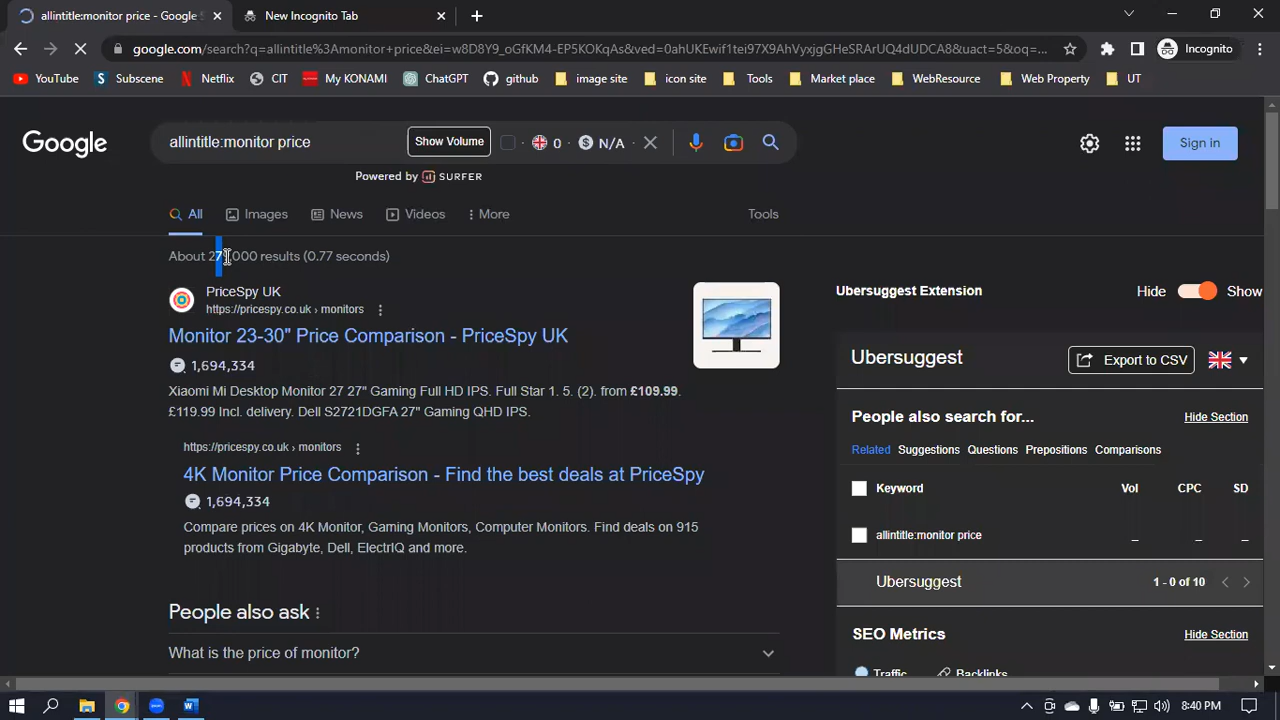 allintitle:monitor price - Google S
New Incognito Tab
google.com/search?q=allintitle%3Amonitor+price&ei=w8D8Y9_oGfKM4-EP5KOKqAs&ved=0ahUKEwif1tei97X9AhVyxjgGHeSRArUQ4dUDCA8&uact=5&oq=...
Incognito
YouTube
Subscene
Netflix
CIT
My KONAMI
ChatGPT
github
image site
icon site
Tools
Market place
WebResource
Web Property
UT
Google
allintitle:monitor price
Show Volume
0
N/A
Sign in
Powered by SURFER
All
Images
News
Videos
More
Tools
results (0.77 seconds)
PriceSpy UK
https://pricespy.co.uk › monitors
Monitor 23-30" Price Comparison - PriceSpy UK
1,694,334
Xiaomi Mi Desktop Monitor 27 27" Gaming Full HD IPS. Full Star 1. 5. (2). from £109.99.
£119.99 Incl. delivery. Dell S2721DGFA 27" Gaming QHD IPS.
https://pricespy.co.uk › monitors
4K Monitor Price Comparison - Find the best deals at PriceSpy
1,694,334
Compare prices on 4K Monitor, Gaming Monitors, Computer Monitors. Find deals on 915
products from Gigabyte, Dell, ElectrIQ and more.
People also ask
What is the price of monitor?
Ubersuggest Extension
Hide
Show
Ubersuggest
Export to CSV
People also search for...
Hide Section
Related
Suggestions
Questions
Prepositions
Comparisons
Keyword
Vol
CPC
SD
allintitle:monitor price
_
_
_
Ubersuggest
1 - 0 of 10
SEO Metrics
Hide Section
Traffic
Backlinks
8:40 PM